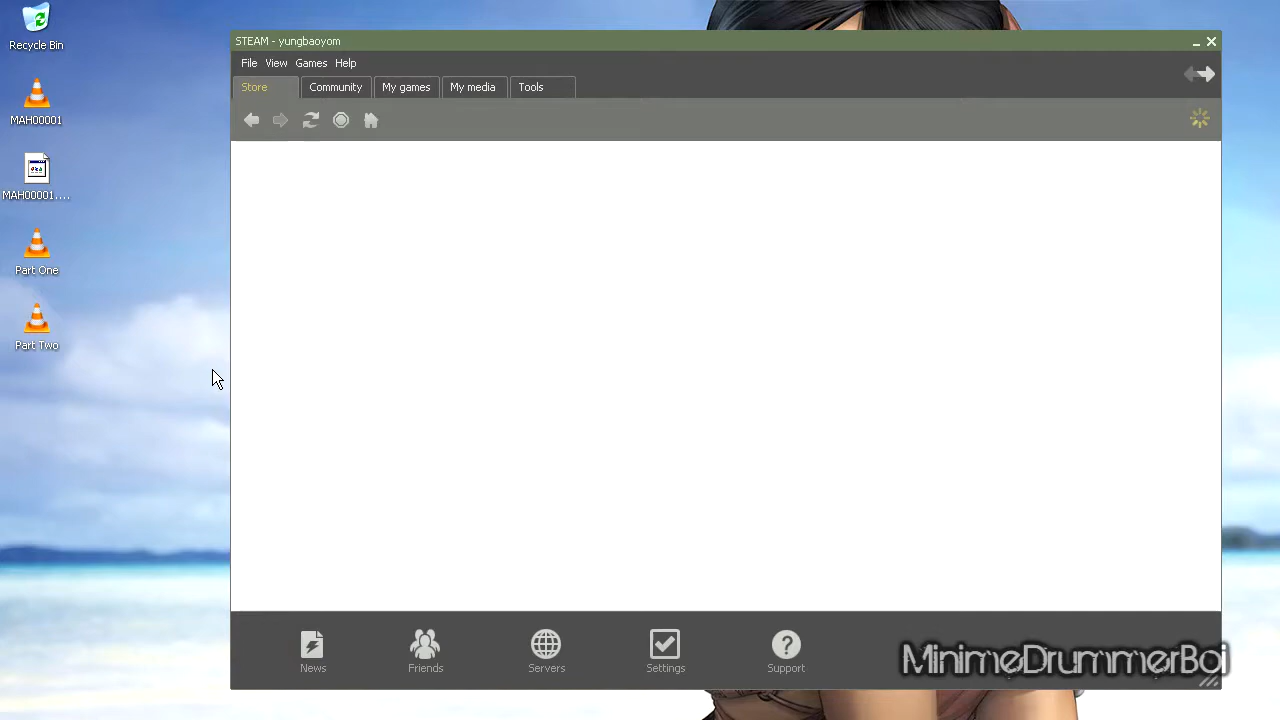 Recycle Bin
MAH00001
MAH00001....
Part One
Part Two
STEAM - yungbaoyom
File View Games Help
Store Community My games My media Tools
News Friends Servers Settings Support
MinimeDrummerBoi